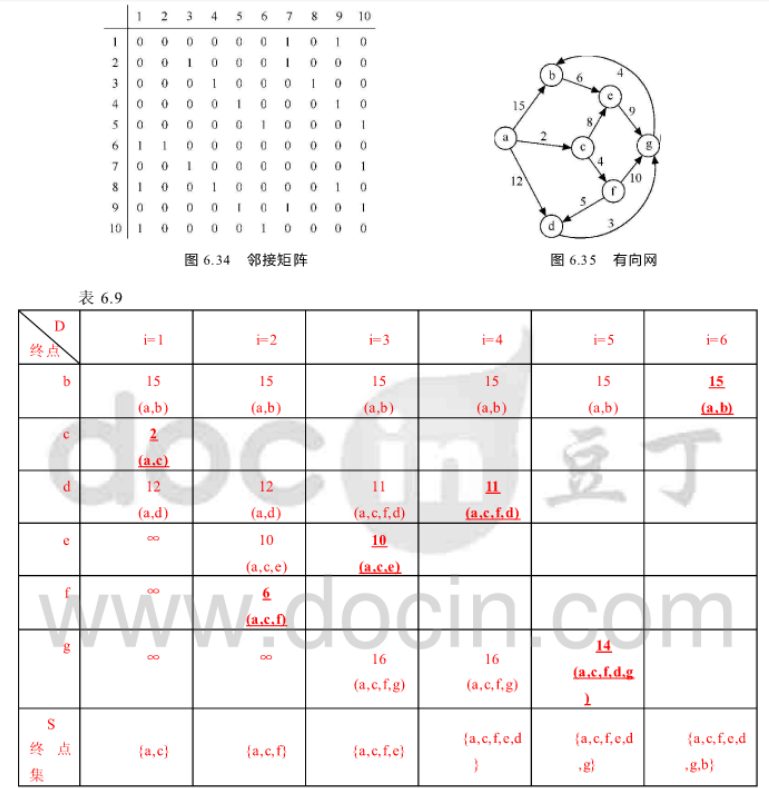 1 2 3 4 5 6 7 8 9 10
1 0 0 0 0 0 0 1 0 1 0
2 0 0 1 0 0 0 1 0 0 0
3 0 0 0 1 0 0 0 1 0 0
4 0 0 0 0 1 0 0 0 1 0
5 0 0 0 0 0 1 0 0 0 1
6 1 1 0 0 0 0 0 0 0 0
7 0 0 1 0 0 0 0 0 0 1
8 1 0 0 1 0 0 0 0 1 0
9 0 0 0 0 1 0 1 0 0 1
10 1 0 0 0 0 1 0 0 0 0
图 6.34 邻接矩阵
b 6 4
e
15 8 9
a 2 c g
4 10
12 f
5
d 3
图 6.35 有向网
表 6.9
D
终点 i=1 i=2 i=3 i=4 i=5 i=6
b 15 15 15 15 15 15
(a,b) (a,b) (a,b) (a,b) (a,b) (a,b)
c 2
(a,c)
d 12 12 11 11
(a,d) (a,d) (a,c,f,d) (a,c,f,d)
e ∞ 10 10
(a,c,e) (a,c,e)
f ∞ 6
(a,c,f)
g ∞ ∞ 16 16 14
(a,c,f,g) (a,c,f,g) (a,c,f,d,g
)
S
终 点
集 {a,c} {a,c,f} {a,c,f,e} {a,c,f,e,d
} {a,c,f,e,d
,g} {a,c,f,e,d
,g,b}
docin 豆丁
www.docin.com